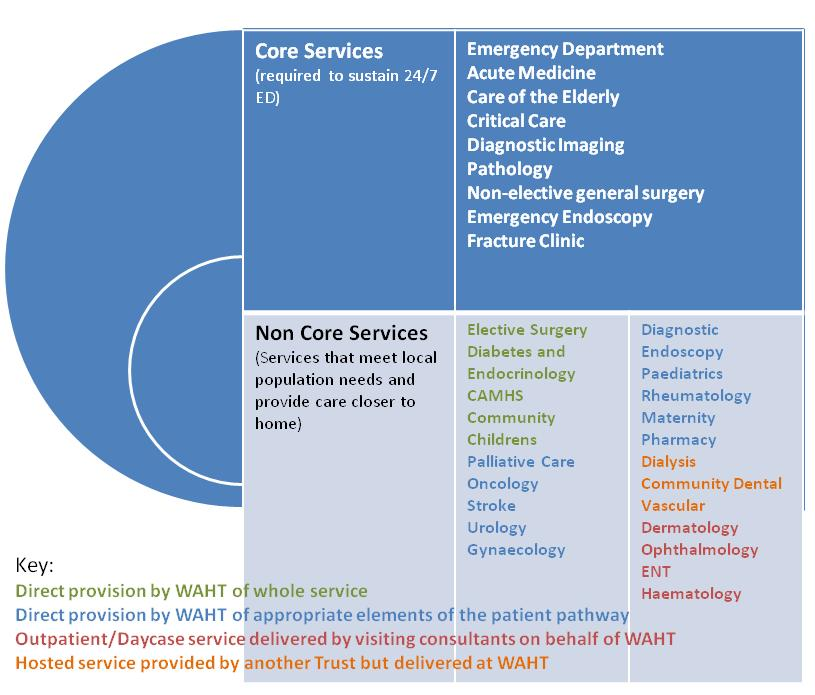 Core Services
(required to sustain 24/7
ED)
Emergency Department
Acute Medicine
Care of the Elderly
Critical Care
Diagnostic Imaging
Pathology
Non-elective general surgery
Emergency Endoscopy
Fracture Clinic
Non Core Services
(Services that meet local
population needs and
provide care closer to
home)
Elective Surgery
Diabetes and
Endocrinology
CAMHS
Community
Childrens
Palliative Care
Oncology
Stroke
Urology
Gynaecology
Diagnostic
Endoscopy
Paediatrics
Rheumatology
Maternity
Pharmacy
Dialysis
Community Dental
Vascular
Dermatology
Ophthalmology
ENT
Haematology
Key:
Direct provision by WAHT of whole service
Direct provision by WAHT of appropriate elements of the patient pathway
Outpatient/Daycase service delivered by visiting consultants on behalf of WAHT
Hosted service provided by another Trust but delivered at WAHT